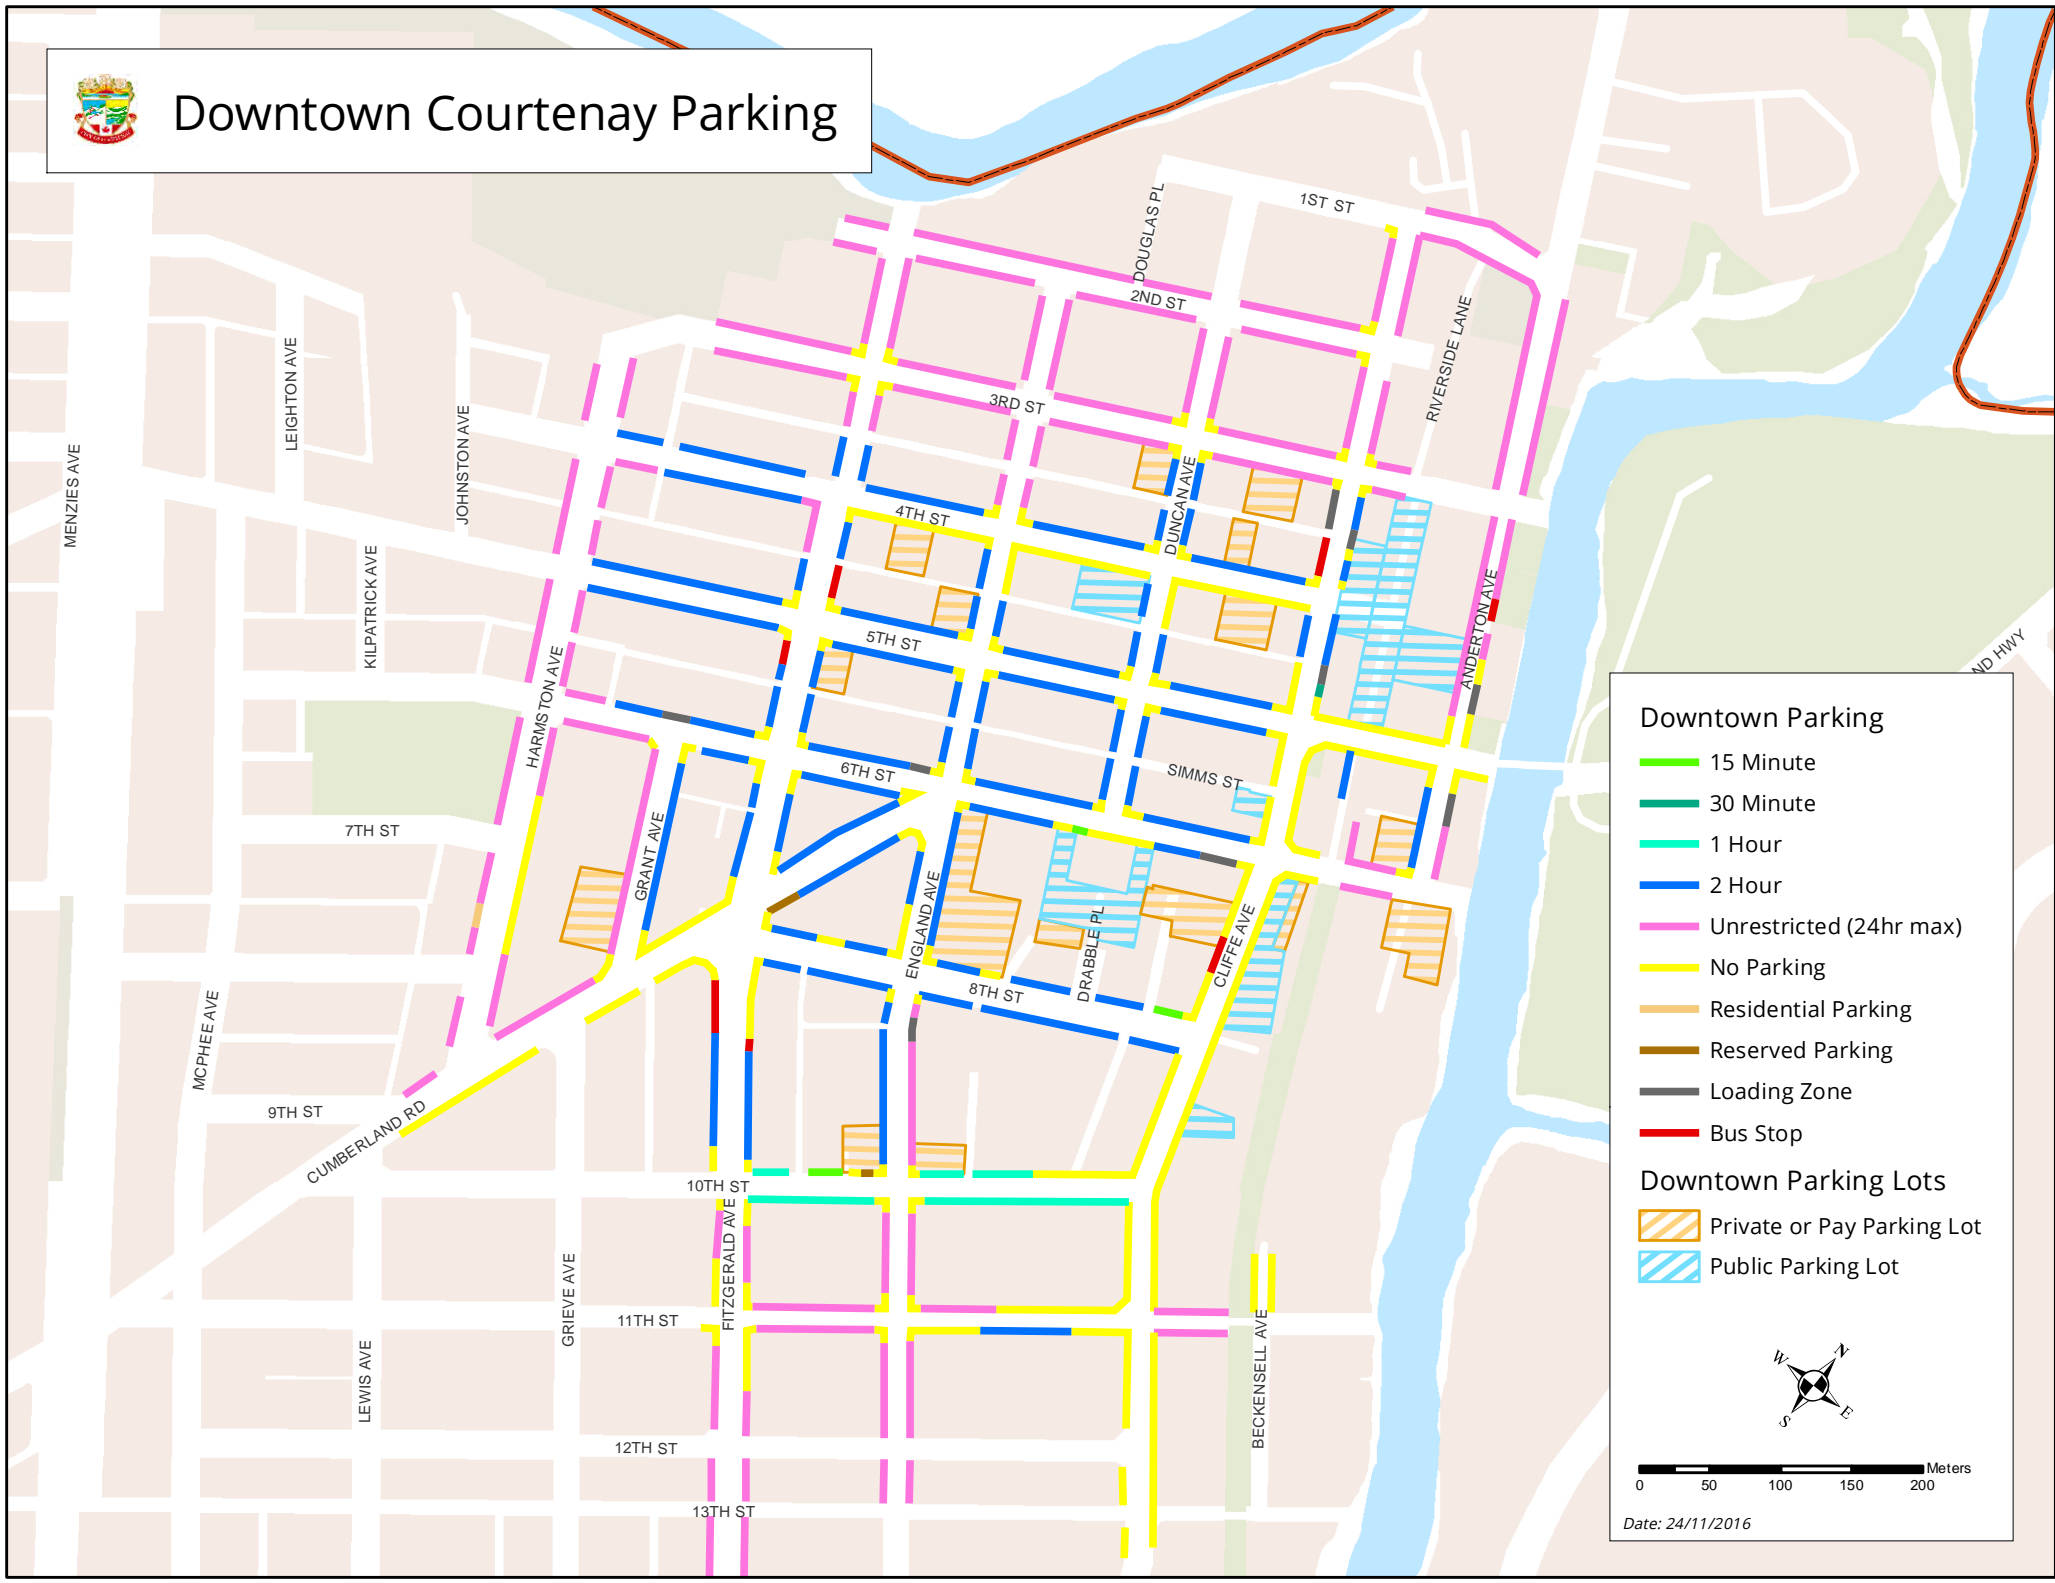 Downtown Courtenay Parking
1ST ST
DOUGLAS PL
2ND ST
RIVERSIDE LANE
LEIGHTON AVE
3RD ST
JOHNSTON AVE
MENZIES AVE
DUNCAN AVE
4TH ST
KILPATRICK AVE
ANDERTON AVE
5TH ST
HARMSTON AVE
ND HWY
6TH ST
SIMMS ST
7TH ST
GRANT AVE
ENGLAND AVE
CLIFFE AVE
DRABBLE PL
8TH ST
MCPHEE AVE
9TH ST
CUMBERLAND RD
10TH ST
FITZGERALD AVE
GRIEVE AVE
11TH ST
LEWIS AVE
BECKENSELL AVE
12TH ST
13TH ST
Downtown Parking
15 Minute
30 Minute
1 Hour
2 Hour
Unrestricted (24hr max)
No Parking
Residential Parking
Reserved Parking
Loading Zone
Bus Stop
Downtown Parking Lots
Private or Pay Parking Lot
Public Parking Lot
W N
S E
Meters
0 50 100 150 200
Date: 24/11/2016